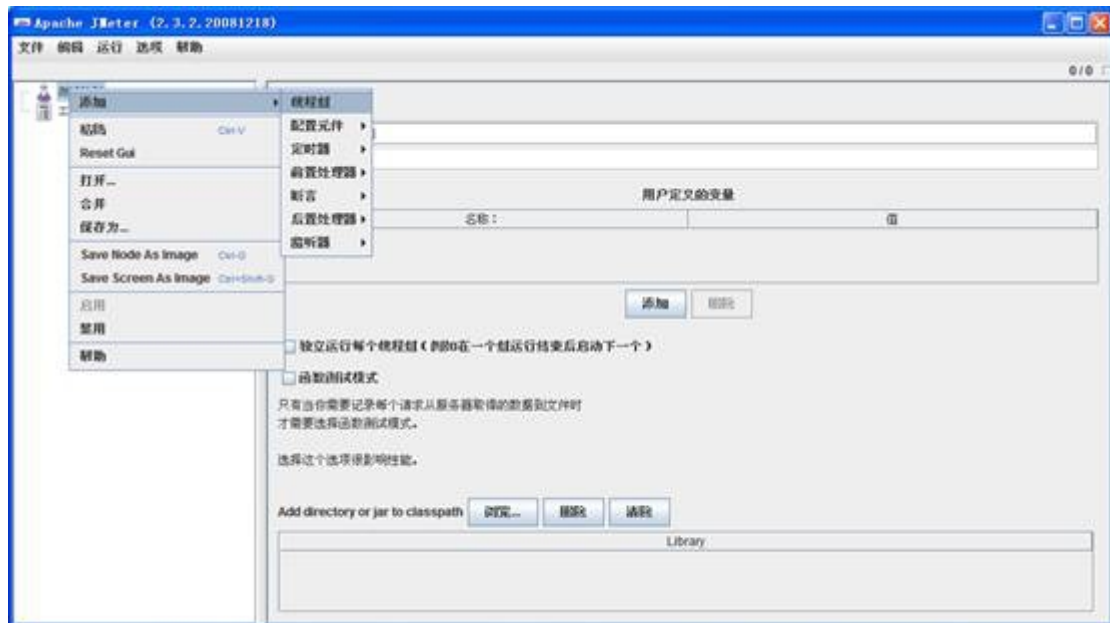 Apache JMeter (2.3.2.20081218)
文件 编辑 运行 选项 帮助
0/0
添加
线程组
粘贴 Ctrl-V
配置元件
Reset Gui
定时器
前置处理器
打开...
断言
合并
后置处理器
保存为...
监听器
Save Node As Image Ctrl-G
Save Screen As Image Ctrl+Shift-G
启用
禁用
帮助
用户定义的变量
名称: 值
添加 删除
独立运行每个线程组(例如在一个组运行结束后启动下一个)
函数测试模式
只有当你需要记录每个请求从服务器取得的数据到文件时
才需要选择函数测试模式。
选择这个选项很影响性能。
Add directory or jar to classpath 浏览... 删除 清除
Library